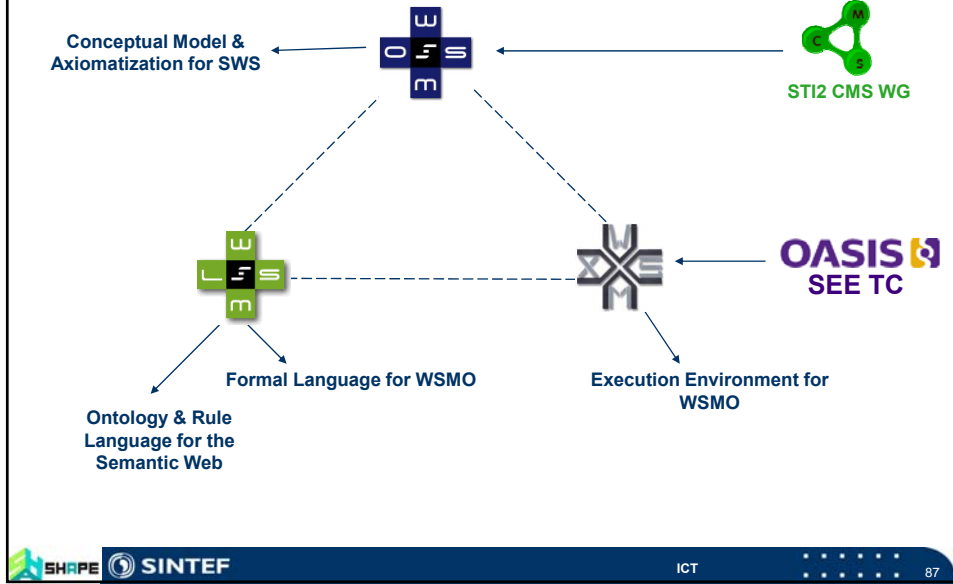 Conceptual Model &
Axiomatization for SWS
W
O S
M
M
C
S
STI2 CMS WG
W
L S
M
W
X S
M
OASIS
SEE TC
Formal Language for WSMO
Execution Environment for
WSMO
Ontology & Rule
Language for the
Semantic Web
SHAPE SINTEF ICT 87